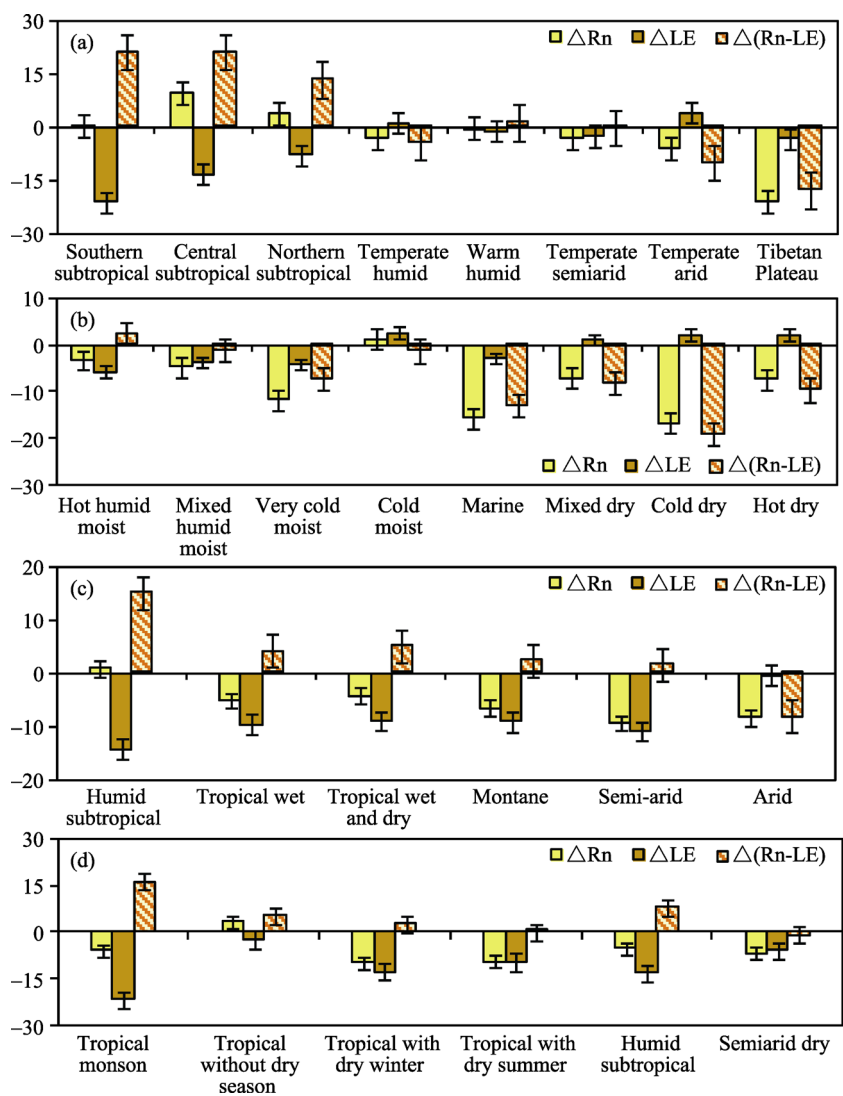 30
15
0
−15
−30
(a)
△Rn △LE △(Rn-LE)
Southern subtropical
Central subtropical
Northern subtropical
Temperate humid
Warm humid
Temperate semiarid
Temperate arid
Tibetan Plateau
10
0
−10
−20
−30
(b)
△Rn △LE △(Rn-LE)
Hot humid moist
Mixed humid moist
Very cold moist
Cold moist
Marine
Mixed dry
Cold dry
Hot dry
20
10
0
−10
−20
(c)
△Rn △LE △(Rn-LE)
Humid subtropical
Tropical wet
Tropical wet and dry
Montane
Semi-arid
Arid
30
15
0
−15
−30
(d)
△Rn △LE △(Rn-LE)
Tropical monson
Tropical without dry season
Tropical with dry winter
Tropical with dry summer
Humid subtropical
Semiarid dry